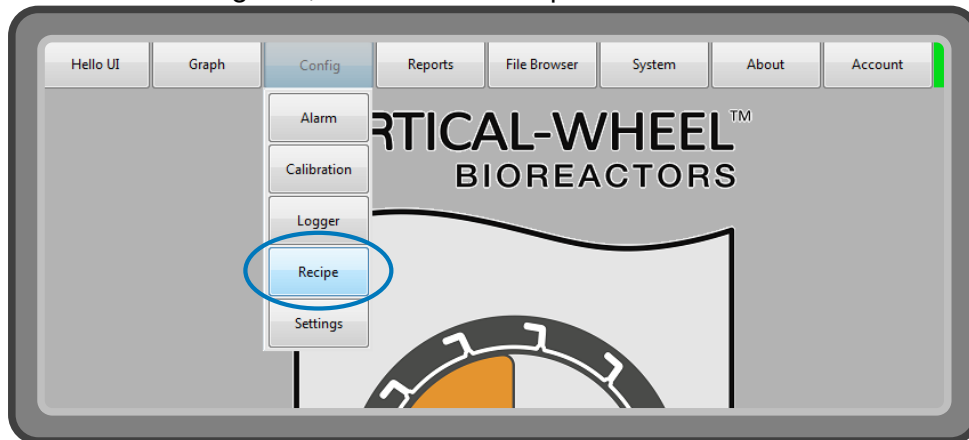 Hello UI Graph Config Reports File Browser System About Account
Alarm
RTICAL-WHEEL™
Calibration
BIOREACTORS
Logger
Recipe
Settings